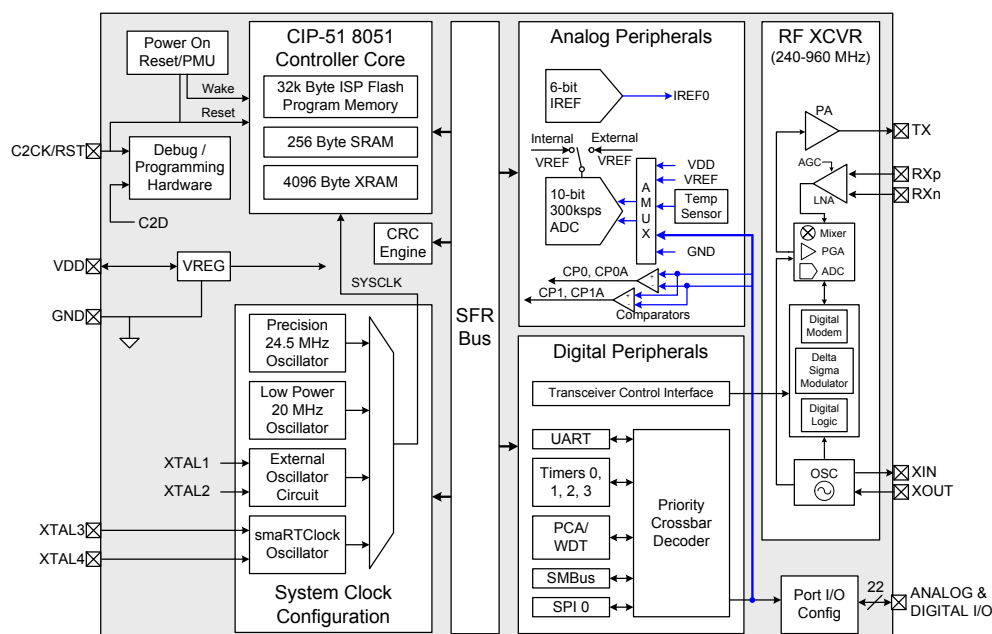 Power On
Reset/PMU
Wake
Reset
C2CK/RST
Debug /
Programming
Hardware
C2D
VDD
VREG
GND
CIP-51 8051
Controller Core
32k Byte ISP Flash
Program Memory
256 Byte SRAM
4096 Byte XRAM
CRC
Engine
SYSCLK
Precision
24.5 MHz
Oscillator
Low Power
20 MHz
Oscillator
XTAL1
XTAL2
External
Oscillator
Circuit
XTAL3
XTAL4
smaRTClock
Oscillator
System Clock
Configuration
SFR
Bus
Analog Peripherals
6-bit
IREF
IREF0
Internal
External
VREF
VREF
10-bit
300ksps
ADC
A
M
U
X
VDD
VREF
Temp
Sensor
GND
CP0, CP0A
+
-
CP1, CP1A
+
-
Comparators
Digital Peripherals
Transceiver Control Interface
UART
Timers 0,
1, 2, 3
PCA/
WDT
SMBus
SPI 0
Priority
Crossbar
Decoder
RF XCVR
(240-960 MHz)
PA
TX
AGC
LNA
RXp
RXn
Mixer
PGA
ADC
Digital
Modem
Delta
Sigma
Modulator
Digital
Logic
OSC
XIN
XOUT
Port I/O
Config
22
ANALOG &
DIGITAL I/O